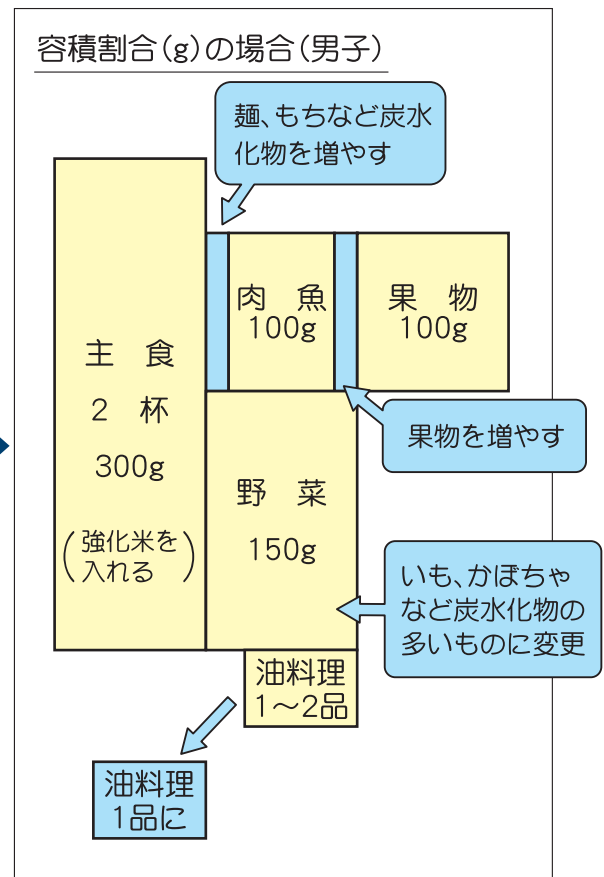 容積割合(g)の場合(男子)
麺、もちなど炭水
化物を増やす
肉 魚
100g
果 物
100g
主 食
2 杯
300g
(強化米を
入れる)
果物を増やす
野 菜
150g
いも、かぼちゃ
など炭水化物の
多いものに変更
油料理
1～2品
油料理
1品に